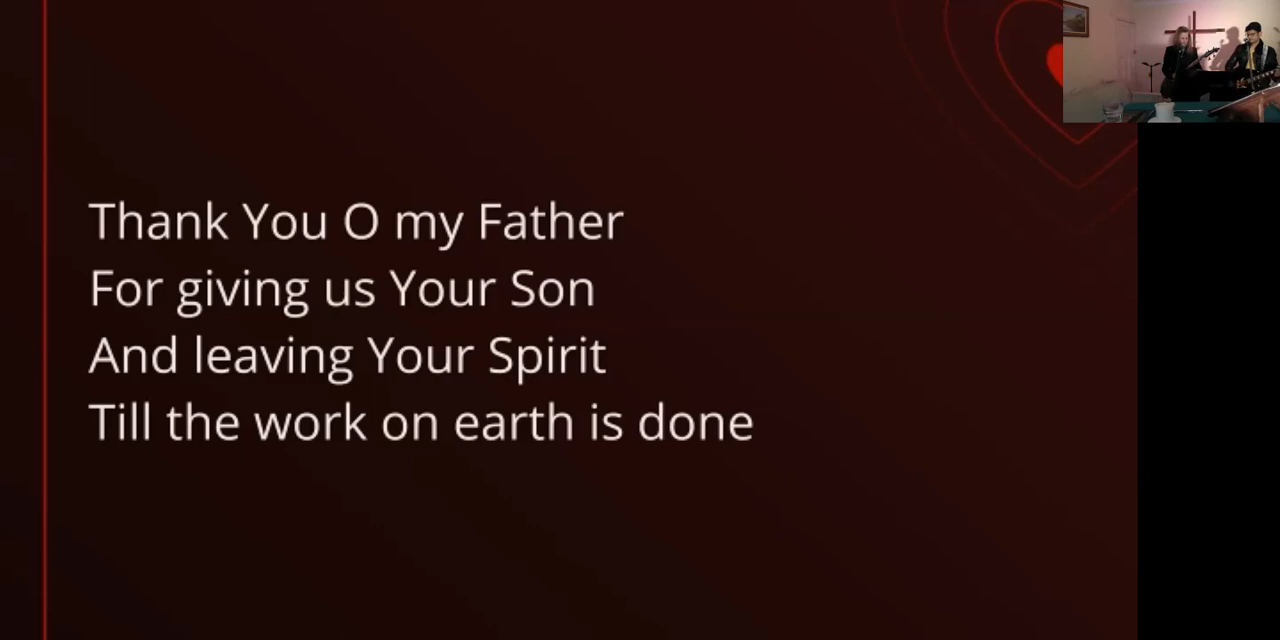 Thank You O my Father
For giving us Your Son
And leaving Your Spirit
Till the work on earth is done